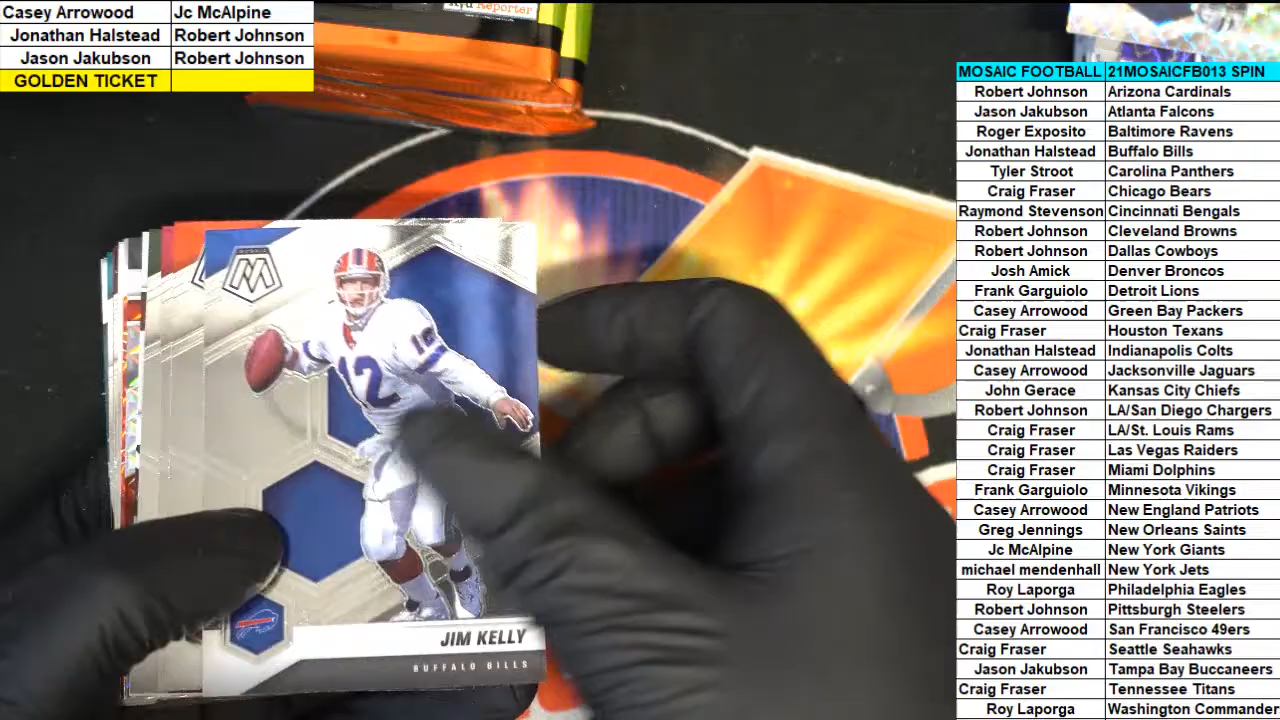 Casey Arrowood Jc McAlpine
Jonathan Halstead Robert Johnson
Jason Jakubson Robert Johnson
GOLDEN TICKET
Reporter
MOSAIC FOOTBALL 21MOSAICFB013 SPIN
Robert Johnson Arizona Cardinals
Jason Jakubson Atlanta Falcons
Roger Exposito Baltimore Ravens
Jonathan Halstead Buffalo Bills
Tyler Stroot Carolina Panthers
Craig Fraser Chicago Bears
Raymond Stevenson Cincinnati Bengals
Robert Johnson Cleveland Browns
Robert Johnson Dallas Cowboys
Josh Amick Denver Broncos
Frank Garguiolo Detroit Lions
Casey Arrowood Green Bay Packers
Craig Fraser Houston Texans
Jonathan Halstead Indianapolis Colts
Casey Arrowood Jacksonville Jaguars
John Gerace Kansas City Chiefs
Robert Johnson LA/San Diego Chargers
Craig Fraser LA/St. Louis Rams
Craig Fraser Las Vegas Raiders
Craig Fraser Miami Dolphins
Frank Garguiolo Minnesota Vikings
Casey Arrowood New England Patriots
Greg Jennings New Orleans Saints
Jc McAlpine New York Giants
michael mendenhall New York Jets
Roy Laporga Philadelphia Eagles
Robert Johnson Pittsburgh Steelers
Casey Arrowood San Francisco 49ers
Craig Fraser Seattle Seahawks
Jason Jakubson Tampa Bay Buccaneers
Craig Fraser Tennessee Titans
Roy Laporga Washington Commander
MOSAIC
M
12
12
JIM KELLY
BUFFALO BILLS